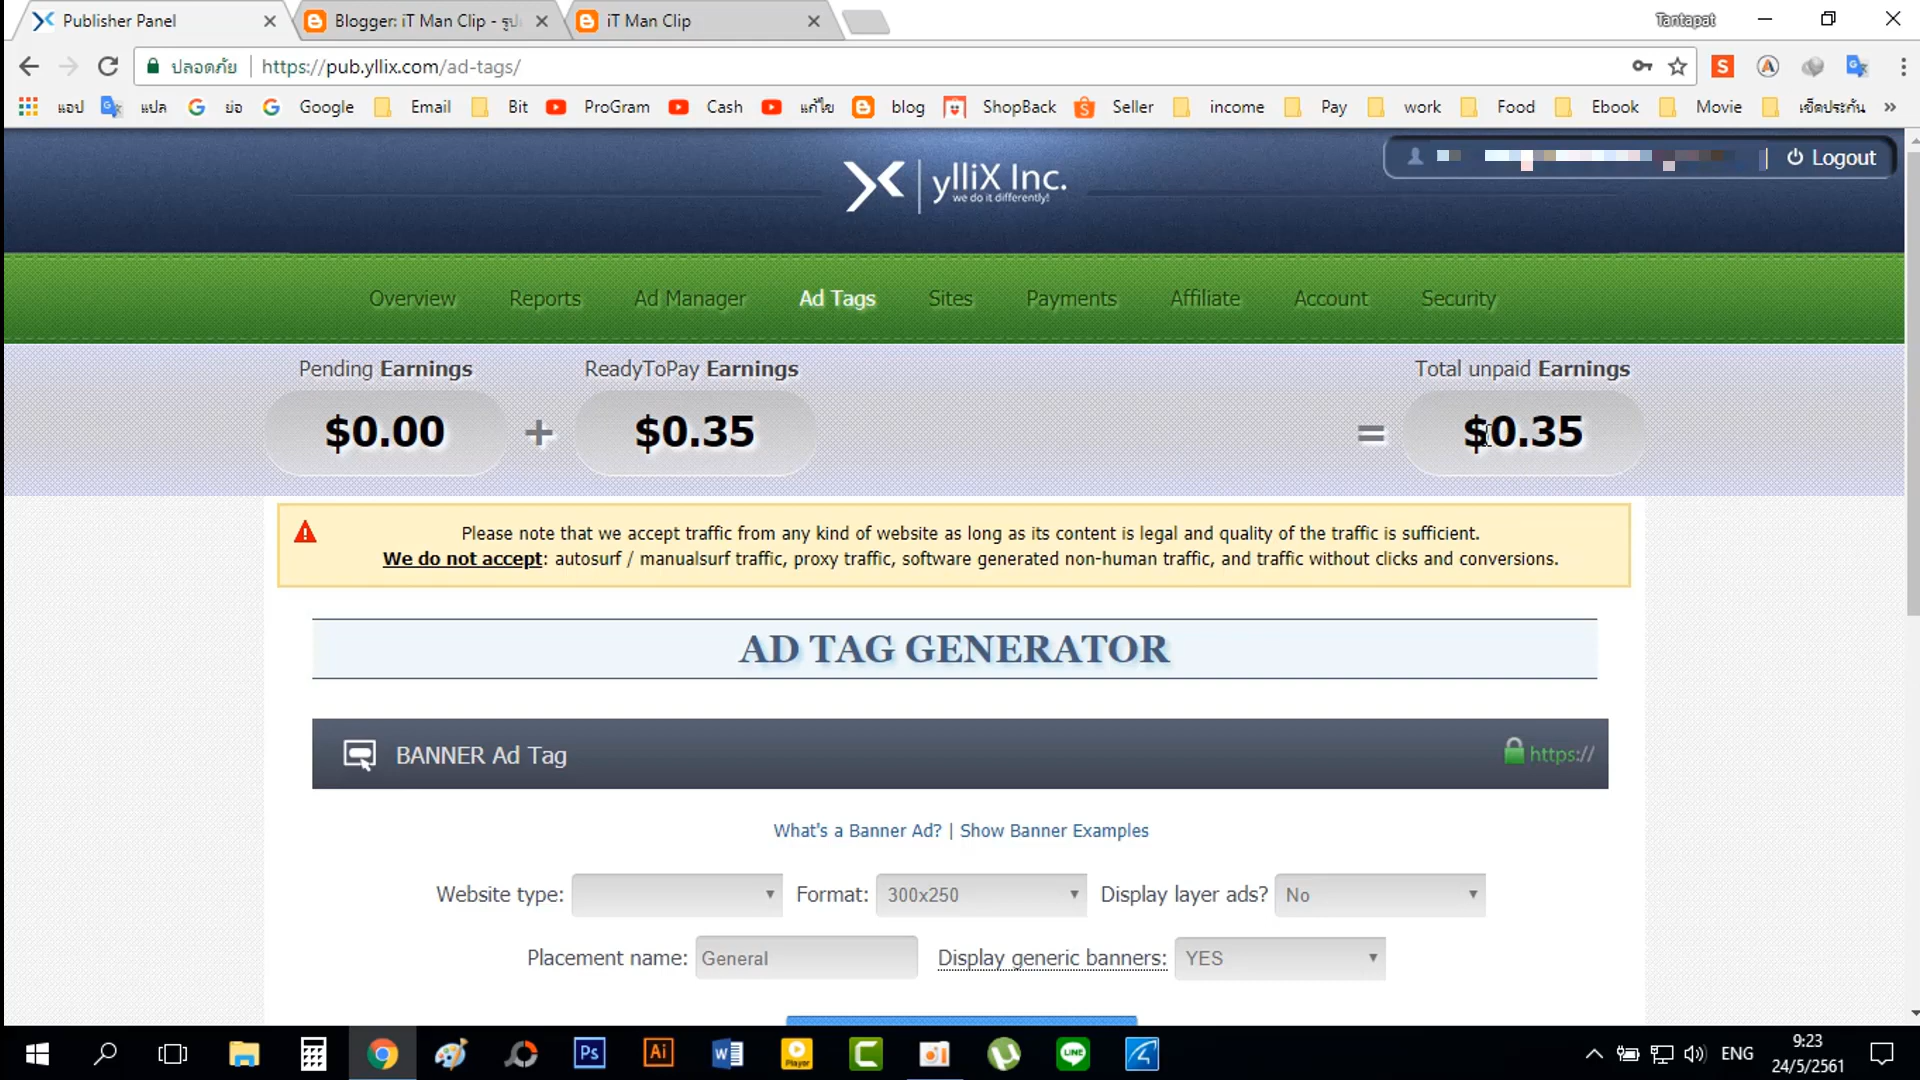 Publisher Panel
Blogger: iT Man Clip - รูป
iT Man Clip
Tantapat
ปลอดภัย
https://pub.yllix.com/ad-tags/
แอป
แปล
ย่อ
Google
Email
Bit
ProGram
Cash
แก้ไข
blog
ShopBack
Seller
income
Pay
work
Food
Ebook
Movie
เช็ดประกัน
»
yllix Inc.
we do it differently!
Logout
Overview
Reports
Ad Manager
Ad Tags
Sites
Payments
Affiliate
Account
Security
Pending Earnings
ReadyToPay Earnings
Total unpaid Earnings
$0.00
+
$0.35
=
$0.35
Please note that we accept traffic from any kind of website as long as its content is legal and quality of the traffic is sufficient.
We do not accept: autosurf / manualsurf traffic, proxy traffic, software generated non-human traffic, and traffic without clicks and conversions.
AD TAG GENERATOR
BANNER Ad Tag
https://
What's a Banner Ad? | Show Banner Examples
Website type:
Format: 300x250
Display layer ads? No
Placement name: General
Display generic banners: YES
Ps
Ai
Player
LINE
ENG
9:23
24/5/2561